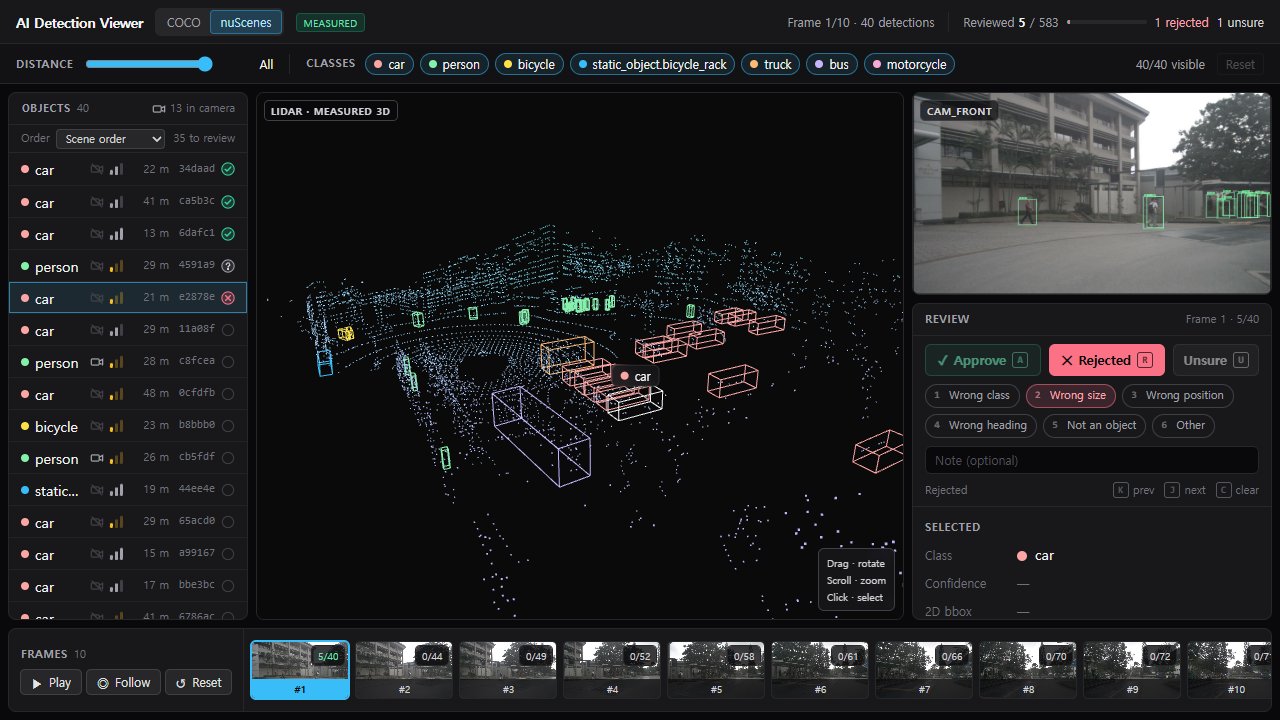 AI Detection Viewer COCO nuScenes MEASURED Frame 1/10 · 40 detections Reviewed 5 / 583 1 rejected 1 unsure
DISTANCE All CLASSES car person bicycle static_object.bicycle_rack truck bus motorcycle 40/40 visible Reset
OBJECTS 40 13 in camera
Order Scene order 35 to review
car 22 m 34daad
car 41 m ca5b3c
car 13 m 6dafc1
person 29 m 4591a9
car 21 m e2878e
car 29 m 11a08f
person 28 m c8fcea
car 48 m 0cfdfb
bicycle 23 m b8bbb0
person 26 m cb5fdf
static... 19 m 44ee4e
car 29 m 65acd0
car 15 m a99167
car 17 m bbe3bc
car 41 m 6786ac
LIDAR · MEASURED 3D
car
Drag · rotate
Scroll · zoom
Click · select
CAM_FRONT
REVIEW Frame 1 · 5/40
Approve A Rejected R Unsure U
1 Wrong class 2 Wrong size 3 Wrong position
4 Wrong heading 5 Not an object 6 Other
Note (optional)
Rejected K prev J next C clear
SELECTED
Class car
Confidence —
2D bbox —
FRAMES 10
Play Follow Reset
5/40 0/44 0/49 0/52 0/58 0/61 0/66 0/70 0/72 0/7
#1 #2 #3 #4 #5 #6 #7 #8 #9 #10